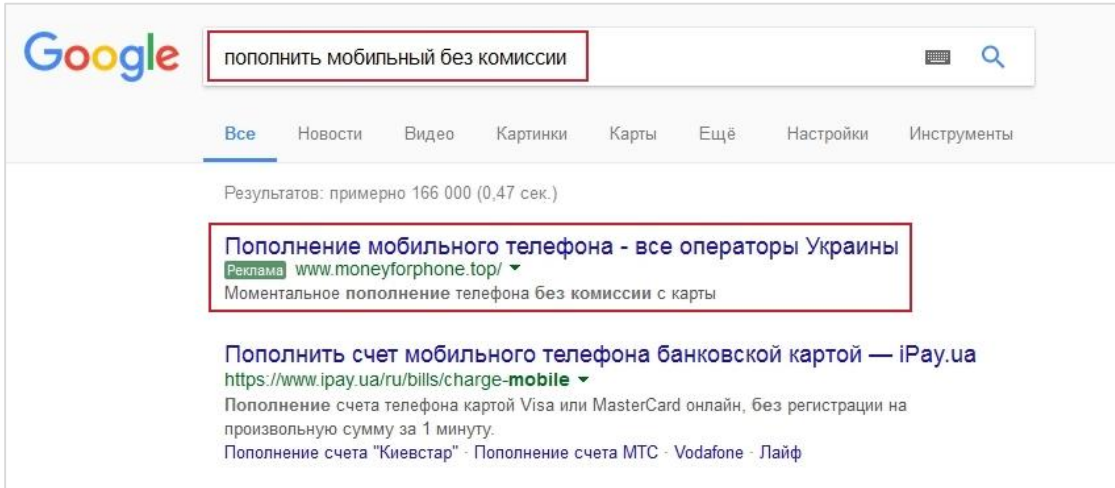 Google
пополнить мобильный без комиссии
Все Новости Видео Картинки Карты Ещё Настройки Инструменты
Результатов: примерно 166 000 (0,47 сек.)
Пополнение мобильного телефона - все операторы Украины
Реклама www.moneyforphone.top/
Моментальное пополнение телефона без комиссии с карты
Пополнить счет мобильного телефона банковской картой — iPay.ua
https://www.ipay.ua/ru/bills/charge-mobile
Пополнение счета телефона картой Visa или MasterCard онлайн, без регистрации на
произвольную сумму за 1 минуту.
Пополнение счета "Киевстар" · Пополнение счета МТС · Vodafone · Лайф